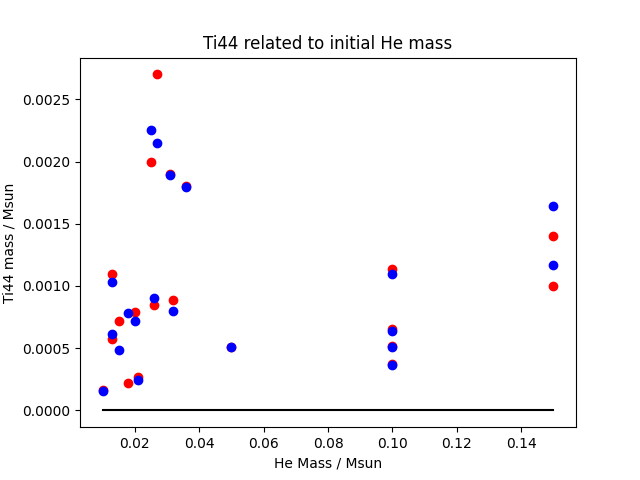 Ti44 related to initial He mass
Ti44 mass / Msun
0.0025
0.0020
0.0015
0.0010
0.0005
0.0000
0.02 0.04 0.06 0.08 0.10 0.12 0.14
He Mass / Msun